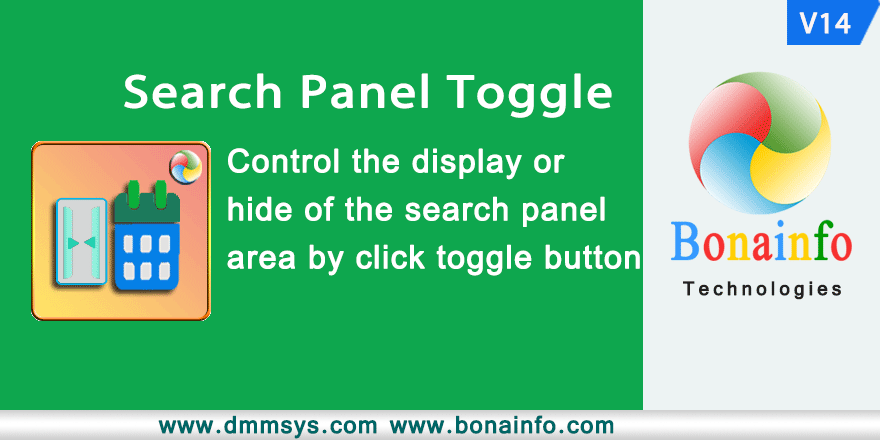 V14
Search Panel Toggle
Control the display or
hide of the search panel
area by click toggle button
Bonainfo
Technologies
www.dmmsys.com www.bonainfo.com